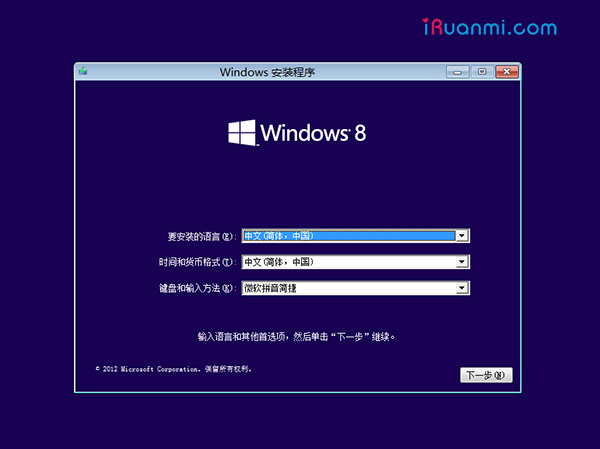 iRuanmi.com
Windows 安装程序
Windows 8
要安装的语言(E): 中文(简体，中国)
时间和货币格式(T): 中文(简体，中国)
键盘和输入方法(K): 微软拼音简捷
输入语言和其他首选项，然后单击“下一步”继续。
© 2012 Microsoft Corporation. 保留所有权利。
下一步(N)